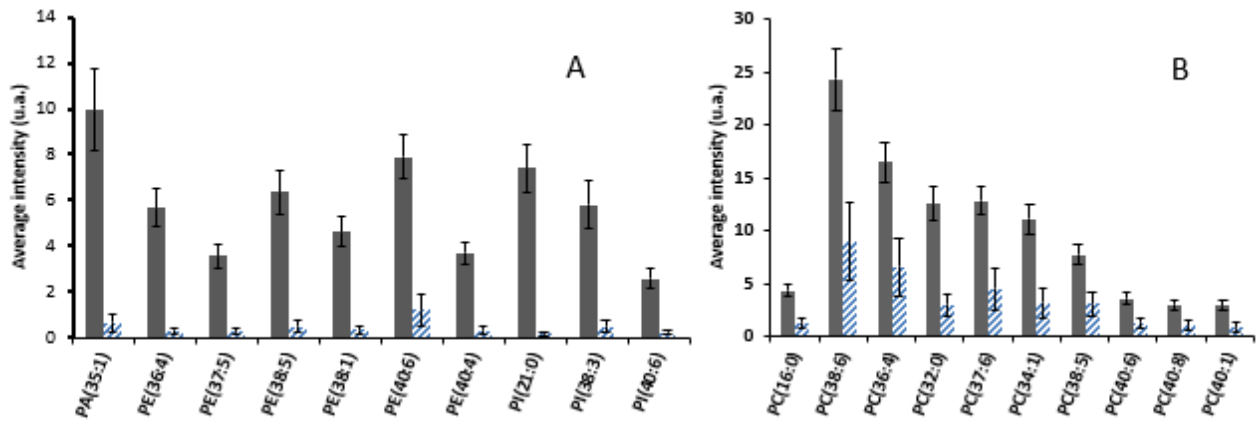 14
12
10
8
6
4
2
0
Average intensity (u.a.)
A
PA(35:1)
PE(36:4)
PE(37:5)
PE(38:5)
PE(38:1)
PE(40:6)
PE(40:4)
PI(21:0)
PI(38:3)
PI(40:6)
30
25
20
15
10
5
0
Average intensity (u.a.)
B
PC(16:0)
PC(38:6)
PC(36:4)
PC(32:0)
PC(37:6)
PC(34:1)
PC(38:5)
PC(40:6)
PC(40:8)
PC(40:1)